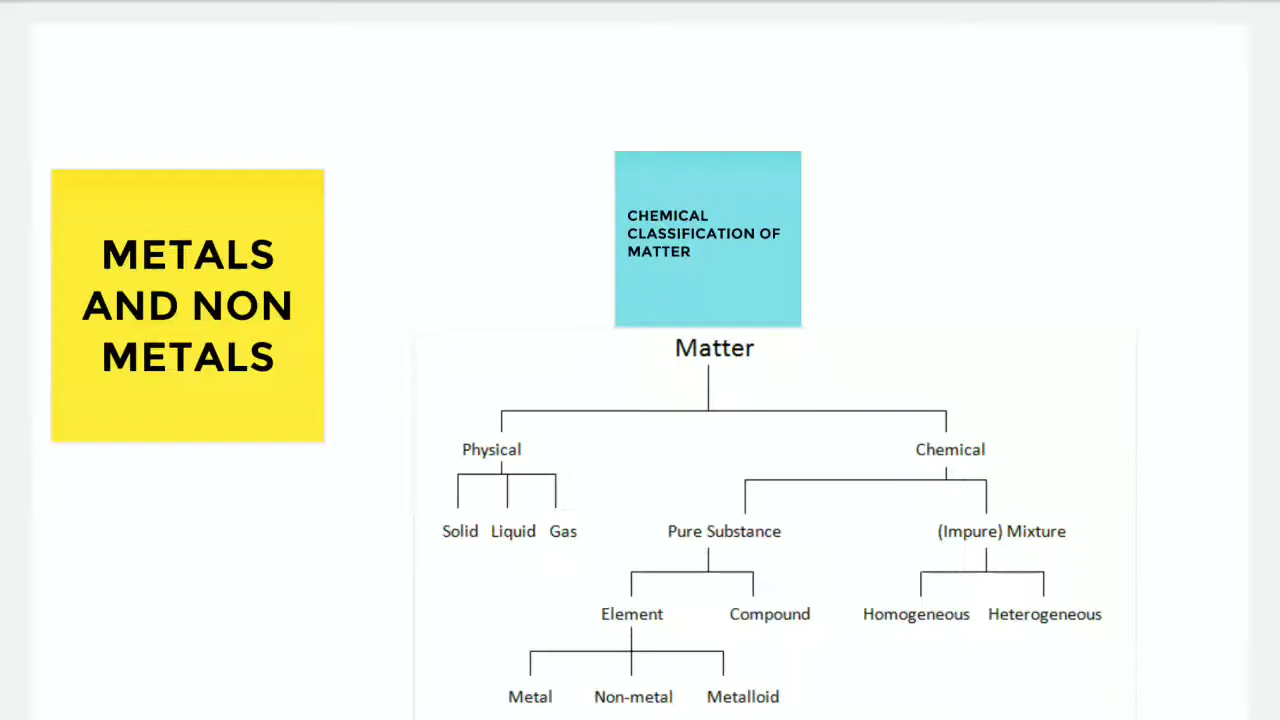 METALS
AND NON
METALS
CHEMICAL
CLASSIFICATION OF
MATTER
Matter
Physical Chemical
Solid Liquid Gas Pure Substance (Impure) Mixture
Element Compound Homogeneous Heterogeneous
Metal Non-metal Metalloid